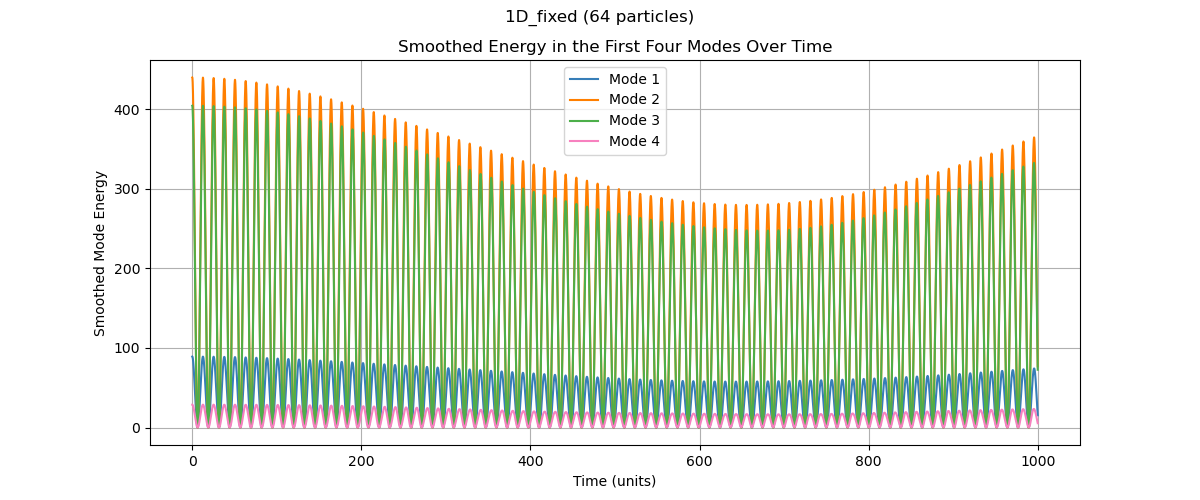 1D_fixed (64 particles)
Smoothed Energy in the First Four Modes Over Time
Mode 1
Mode 2
Mode 3
Mode 4
Smoothed Mode Energy
400
300
200
100
0
0 200 400 600 800 1000
Time (units)